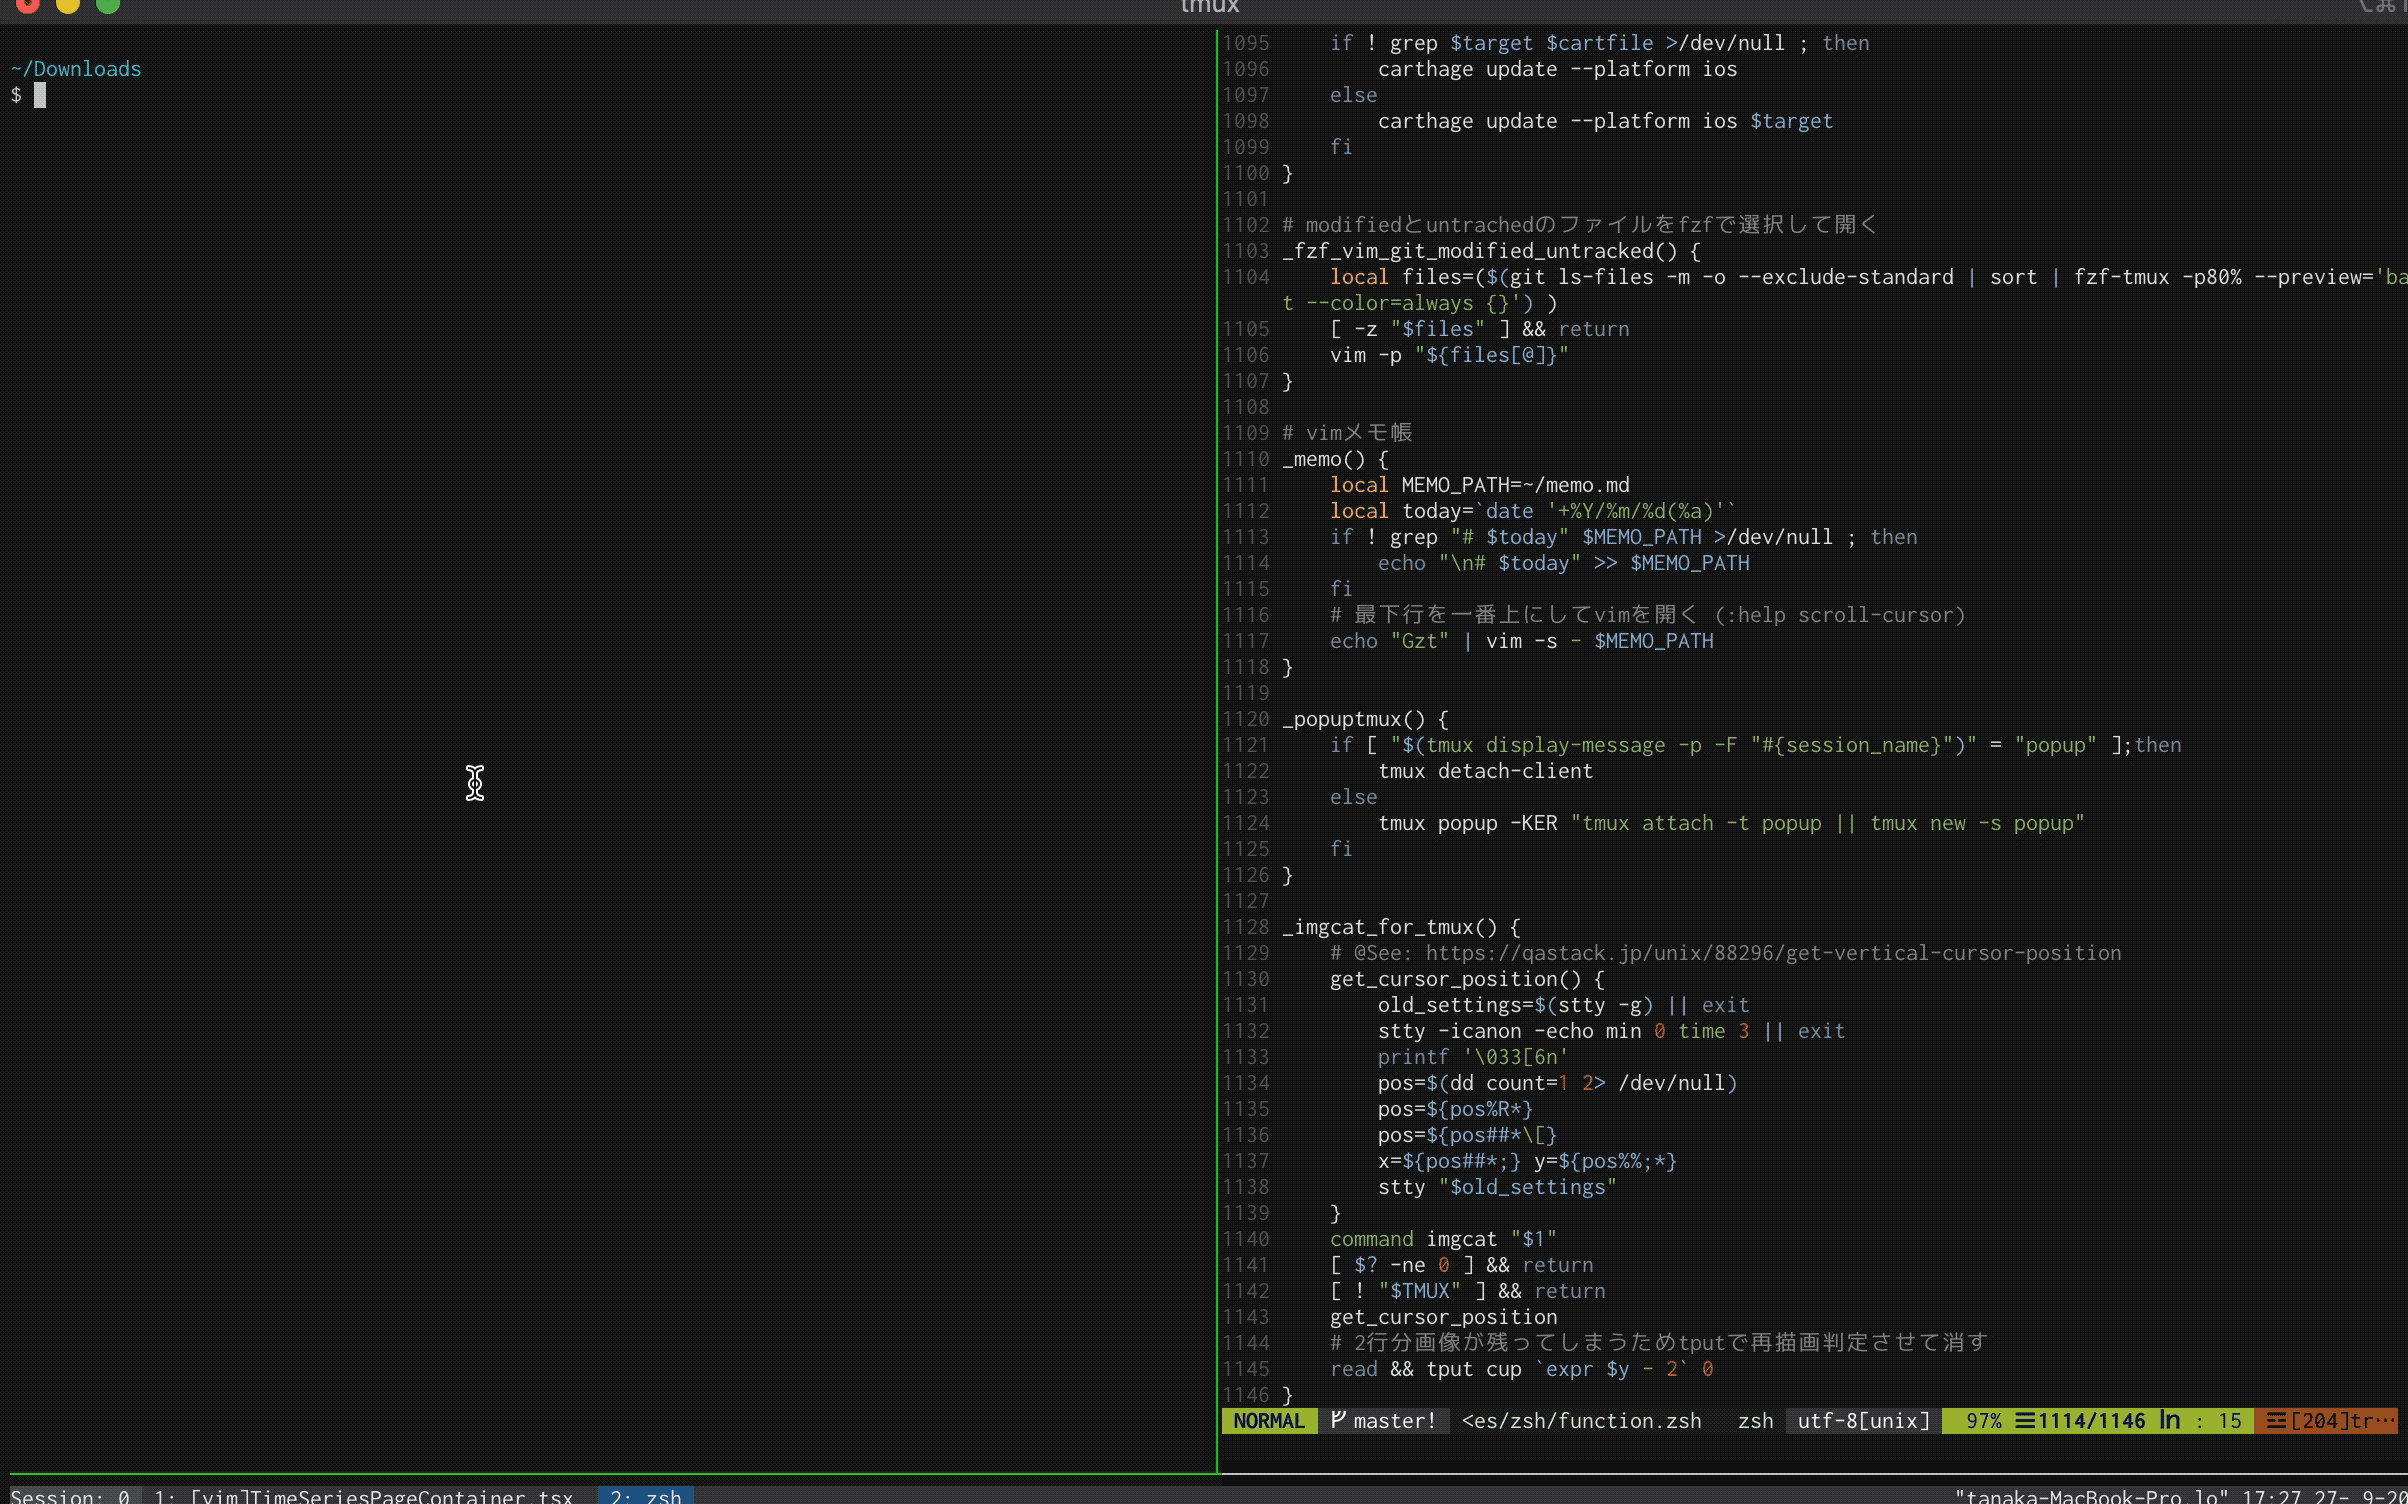 tmux
~/Downloads
$
1095     if ! grep $target $cartfile >/dev/null ; then
1096         carthage update --platform ios
1097     else
1098         carthage update --platform ios $target
1099     fi
1100 }
1101
1102 # modifiedとuntrachedのファイルをfzfで選択して開く
1103 _fzf_vim_git_modified_untracked() {
1104     local files=($(git ls-files -m -o --exclude-standard | sort | fzf-tmux -p80% --preview='ba
t --color=always {}') )
1105     [ -z "$files" ] && return
1106     vim -p "${files[@]}"
1107 }
1108
1109 # vimメモ帳
1110 _memo() {
1111     local MEMO_PATH=~/memo.md
1112     local today=`date '+%Y/%m/%d(%a)'`
1113     if ! grep "# $today" $MEMO_PATH >/dev/null ; then
1114         echo "\n# $today" >> $MEMO_PATH
1115     fi
1116     # 最下行を一番上にしてvimを開く (:help scroll-cursor)
1117     echo "Gzt" | vim -s - $MEMO_PATH
1118 }
1119
1120 _popuptmux() {
1121     if [ "$(tmux display-message -p -F "#{session_name}")" = "popup" ];then
1122         tmux detach-client
1123     else
1124         tmux popup -KER "tmux attach -t popup || tmux new -s popup"
1125     fi
1126 }
1127
1128 _imgcat_for_tmux() {
1129     # @See: https://qastack.jp/unix/88296/get-vertical-cursor-position
1130     get_cursor_position() {
1131         old_settings=$(stty -g) || exit
1132         stty -icanon -echo min 0 time 3 || exit
1133         printf '\033[6n'
1134         pos=$(dd count=1 2> /dev/null)
1135         pos=${pos%R*}
1136         pos=${pos##*\[}
1137         x=${pos##*;} y=${pos%%;*}
1138         stty "$old_settings"
1139     }
1140     command imgcat "$1"
1141     [ $? -ne 0 ] && return
1142     [ ! "$TMUX" ] && return
1143     get_cursor_position
1144     # 2行分画像が残ってしまうためtputで再描画判定させて消す
1145     read && tput cup `expr $y - 2` 0
1146 }
NORMAL master! <es/zsh/function.zsh zsh utf-8[unix] 97% ☰1114/1146 ln : 15 ☲[204]tr…
Session: 0 1: [vim]TimeSeriesPageContainer.tsx 2: zsh "tanaka-MacBook-Pro.lo" 17:27 27- 9-20